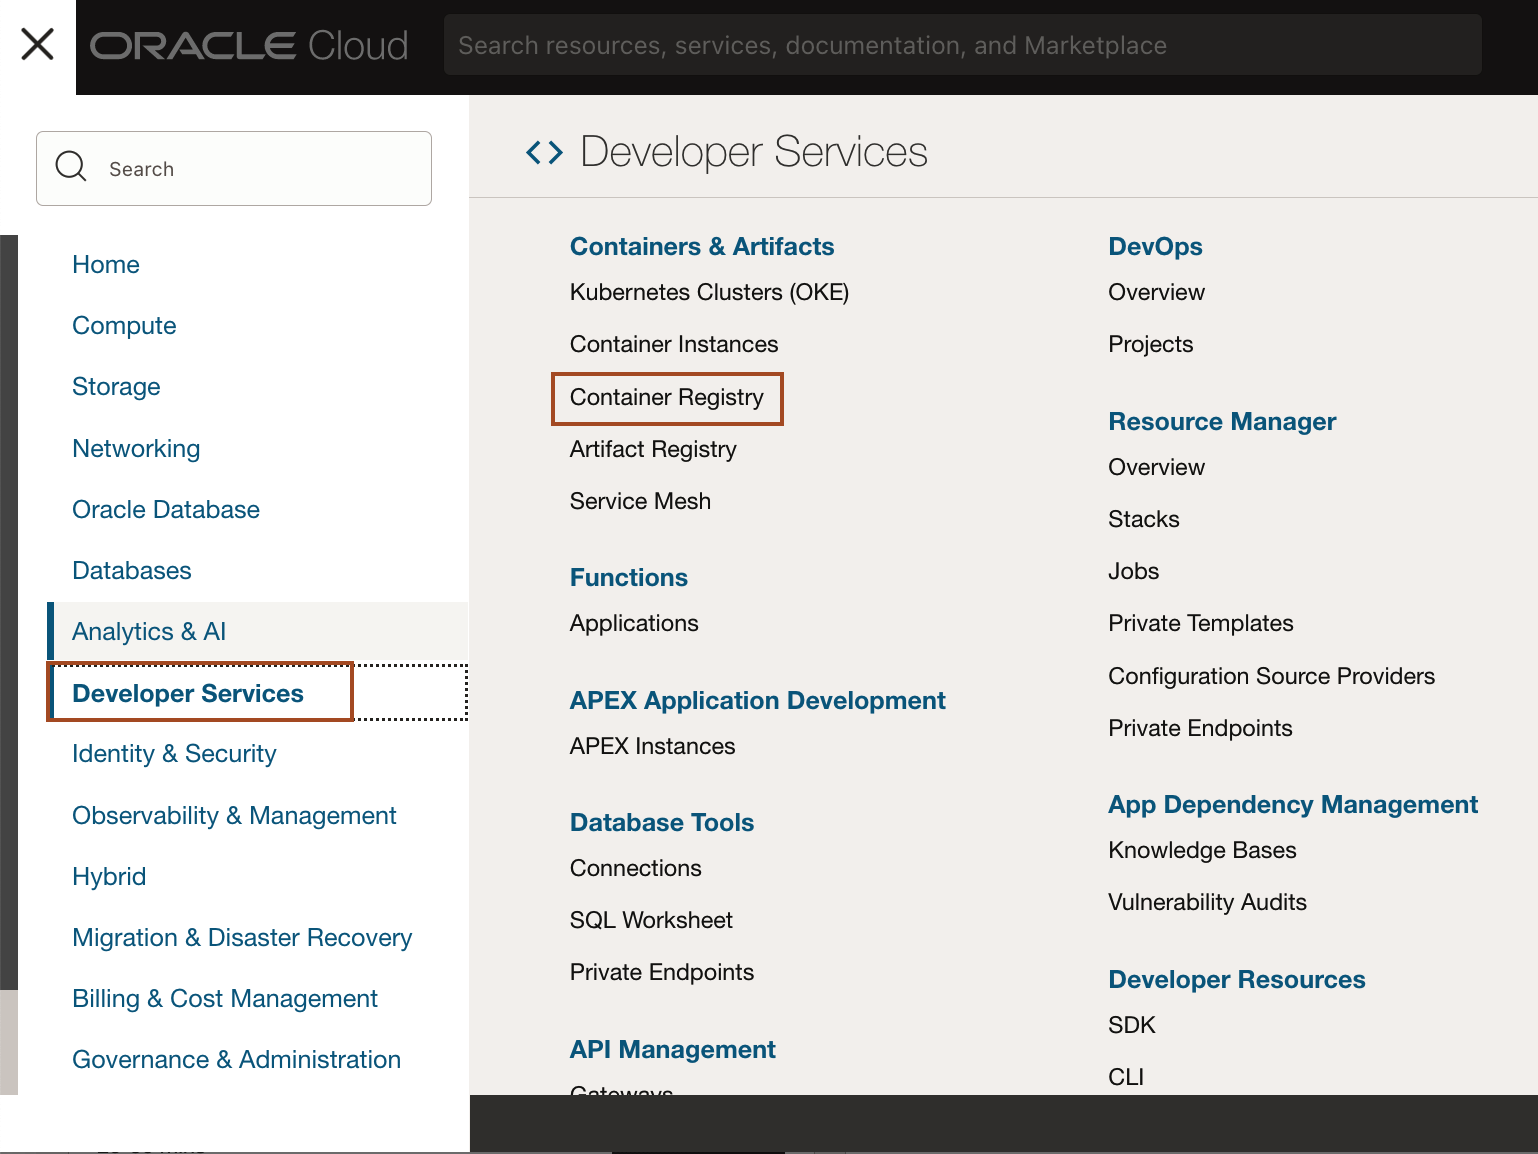 ORACLE Cloud
Search resources, services, documentation, and Marketplace
Search
Home
Compute
Storage
Networking
Oracle Database
Databases
Analytics & AI
Developer Services
Identity & Security
Observability & Management
Hybrid
Migration & Disaster Recovery
Billing & Cost Management
Governance & Administration
Developer Services
Containers & Artifacts
Kubernetes Clusters (OKE)
Container Instances
Container Registry
Artifact Registry
Service Mesh
Functions
Applications
APEX Application Development
APEX Instances
Database Tools
Connections
SQL Worksheet
Private Endpoints
API Management
Gateways
DevOps
Overview
Projects
Resource Manager
Overview
Stacks
Jobs
Private Templates
Configuration Source Providers
Private Endpoints
App Dependency Management
Knowledge Bases
Vulnerability Audits
Developer Resources
SDK
CLI